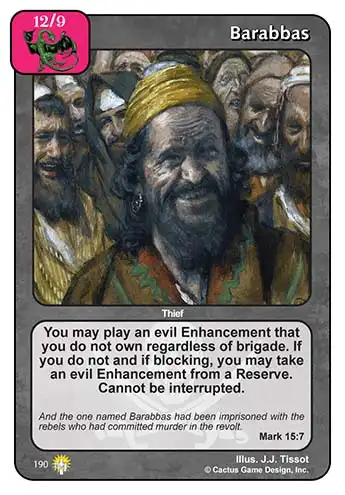 12/9
Barabbas
Thief
You may play an evil Enhancement that
you do not own regardless of brigade. If
you do not and if blocking, you may take
an evil Enhancement from a Reserve.
Cannot be interrupted.
And the one named Barabbas had been imprisoned with the
rebels who had committed murder in the revolt.
Mark 15:7
190
Illus. J.J. Tissot
© Cactus Game Design, Inc.